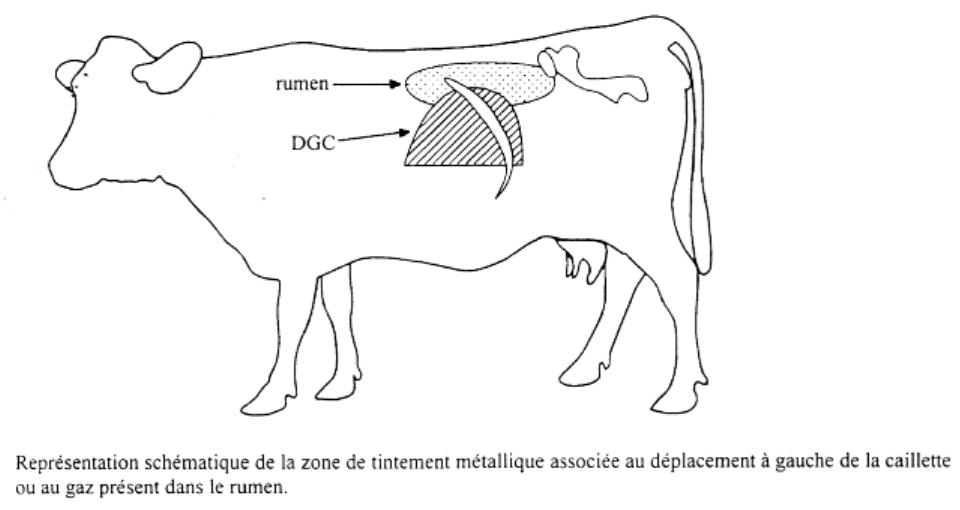 rumen
DGC
Représentation schématique de la zone de tintement métallique associée au déplacement à gauche de la caillette
ou au gaz présent dans le rumen.